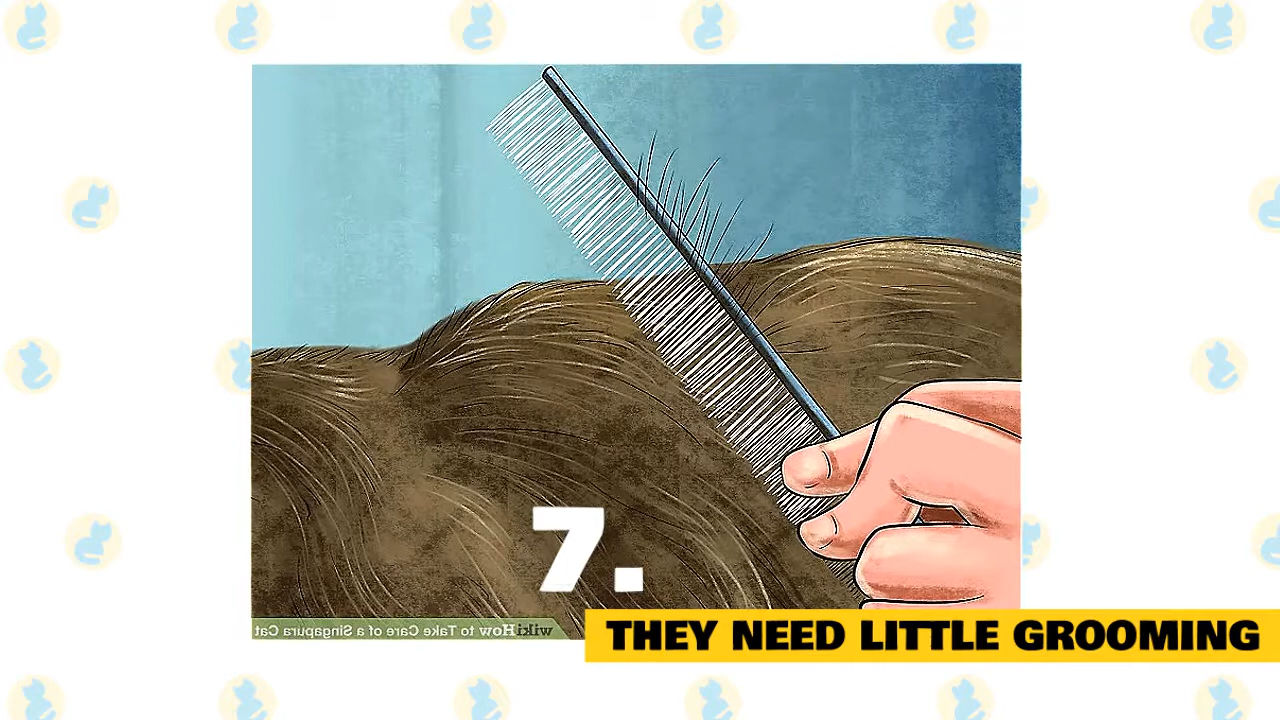 7.
wikiHow to Take Care of a Singapura Cat
THEY NEED LITTLE GROOMING